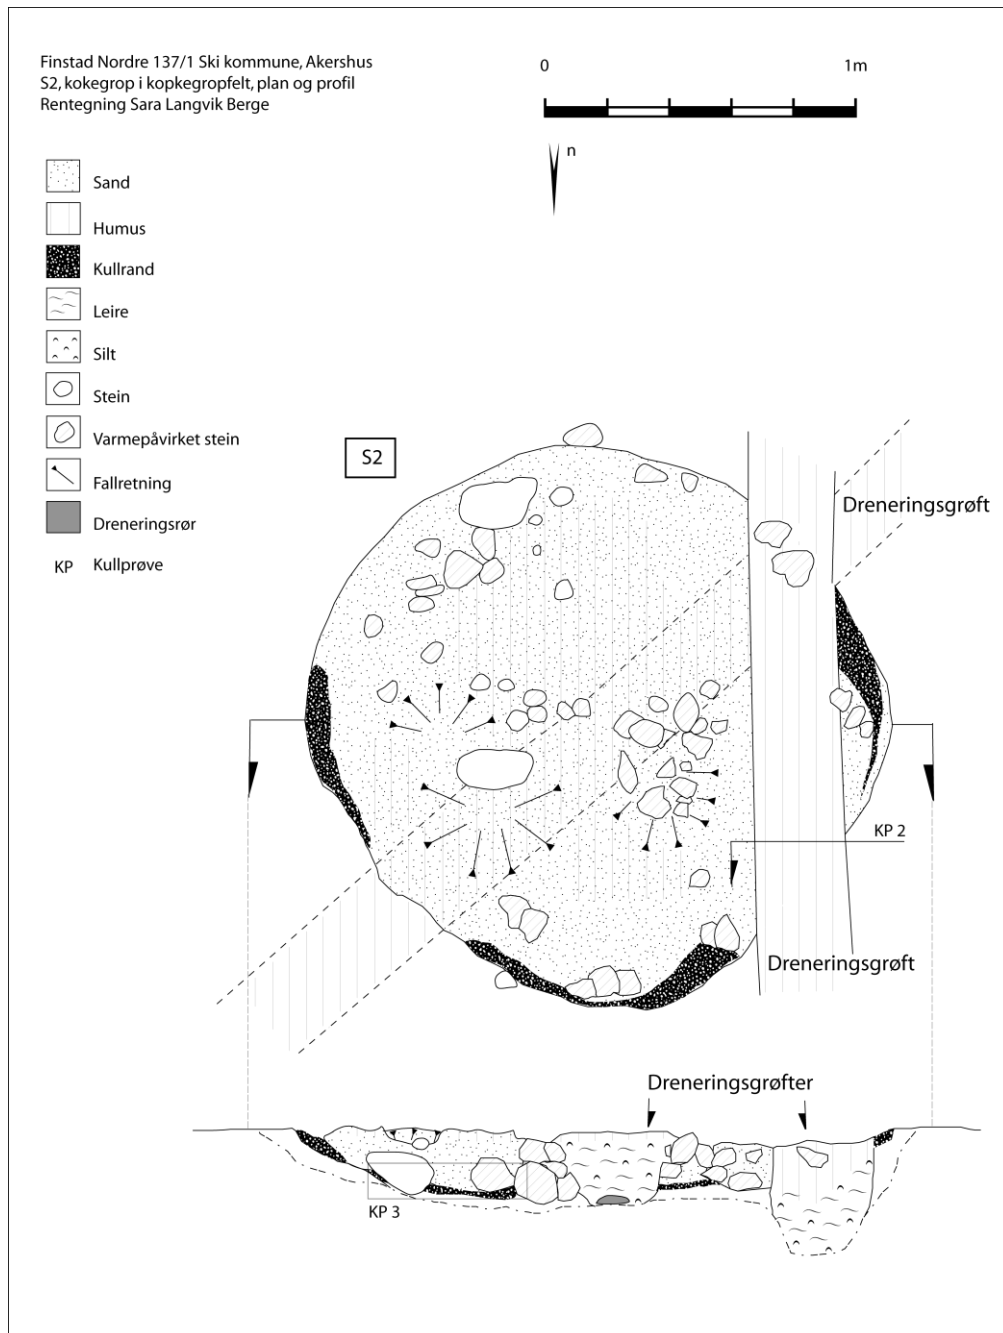 Finstad Nordre 137/1 Ski kommune, Akershus
S2, kokegrop i kopkegropfelt, plan og profil
Rentegning Sara Langvik Berge
0 1m
n
Sand
Humus
Kullrand
Leire
Silt
Stein
Varmepåvirket stein
Fallretning
Dreneringsrør
KP Kullprøve
S2
Dreneringsgrøft
KP 2
Dreneringsgrøft
Dreneringsgrøfter
KP 3